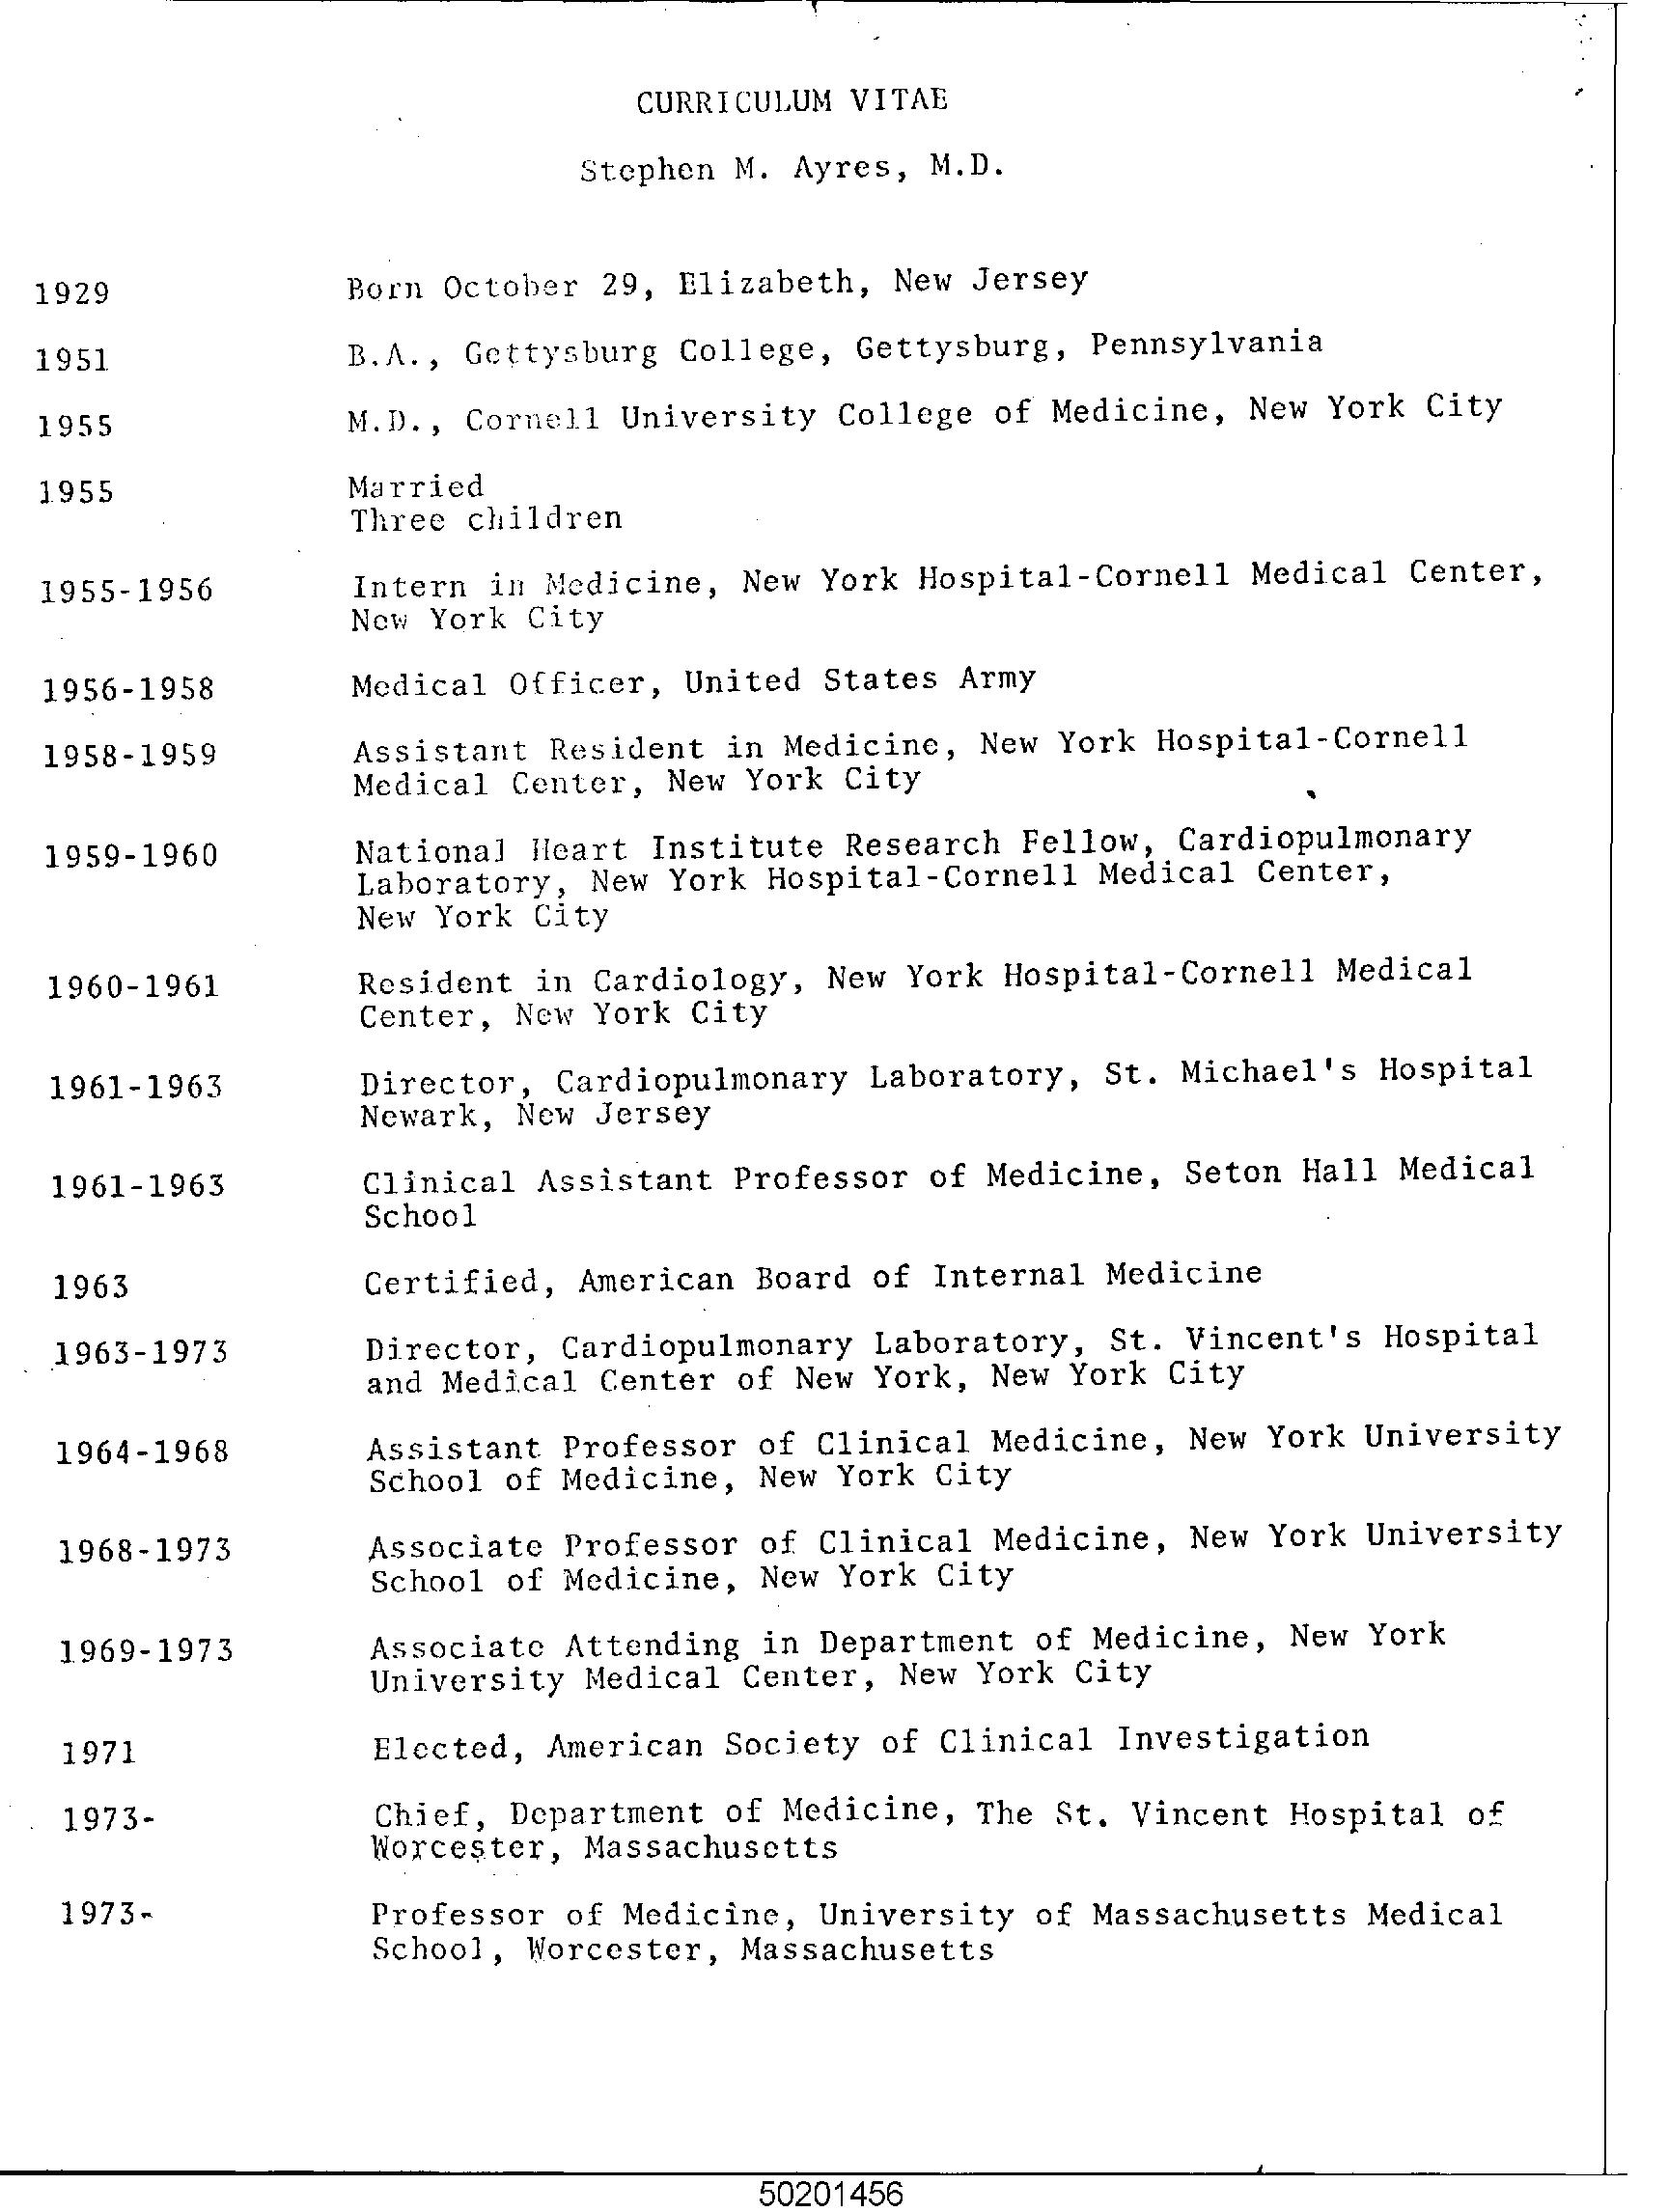 CURRICULUM VITAE
Stephen M. Ayres, M.D.
1929 Born October 29, Elizabeth, New Jersey
1951 B.A., Gettysburg College, Gettysburg, Pennsylvania
1955 M.D., Cornell University College of Medicine, New York City
1955 Married
Three children
1955-1956 Intern in Medicine, New York Hospital-Cornell Medical Center,
New York City
1956-1958 Medical Officer, United States Army
1958-1959 Assistant Resident in Medicine, New York Hospital-Cornell
Medical Center, New York City
1959-1960 National Heart Institute Research Fellow, Cardiopulmonary
Laboratory, New York Hospital-Cornell Medical Center,
New York City
1960-1961 Resident in Cardiology, New York Hospital-Cornell Medical
Center, New York City
1961-1963 Director, Cardiopulmonary Laboratory, St. Michael's Hospital
Newark, New Jersey
1961-1963 Clinical Assistant Professor of Medicine, Seton Hall Medical
School
1963 Certified, American Board of Internal Medicine
1963-1973 Director, Cardiopulmonary Laboratory, St. Vincent's Hospital
and Medical Center of New York, New York City
1964-1968 Assistant Professor of Clinical Medicine, New York University
School of Medicine, New York City
1968-1973 Associate Professor of Clinical Medicine, New York University
School of Medicine, New York City
1969-1973 Associate Attending in Department of Medicine, New York
University Medical Center, New York City
1971 Elected, American Society of Clinical Investigation
1973- Chief, Department of Medicine, The St. Vincent Hospital of
Worcester, Massachusetts
1973- Professor of Medicine, University of Massachusetts Medical
School, Worcester, Massachusetts
50201456